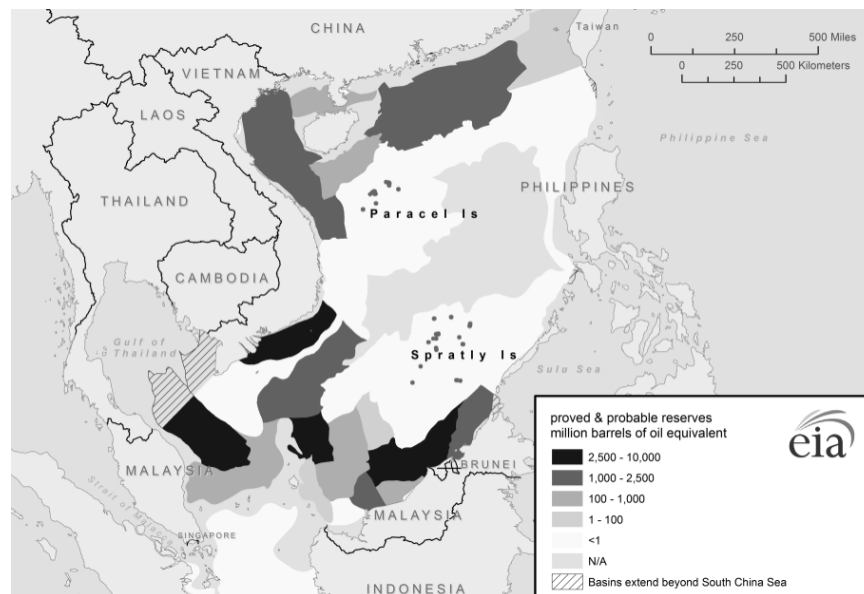 CHINA
Taiwan
0 250 500 Miles
0 250 500 Kilometers
VIETNAM
LAOS
Philippine Sea
THAILAND
PHILIPPINES
Paracel Is
CAMBODIA
Gulf of
Thailand
Spratly Is
Sulu Sea
MALAYSIA
BRUNEI
Strait of Malacca
SINGAPORE
MALAYSIA
INDONESIA
proved & probable reserves
million barrels of oil equivalent
eia
2,500 - 10,000
1,000 - 2,500
100 - 1,000
1 - 100
<1
N/A
Basins extend beyond South China Sea